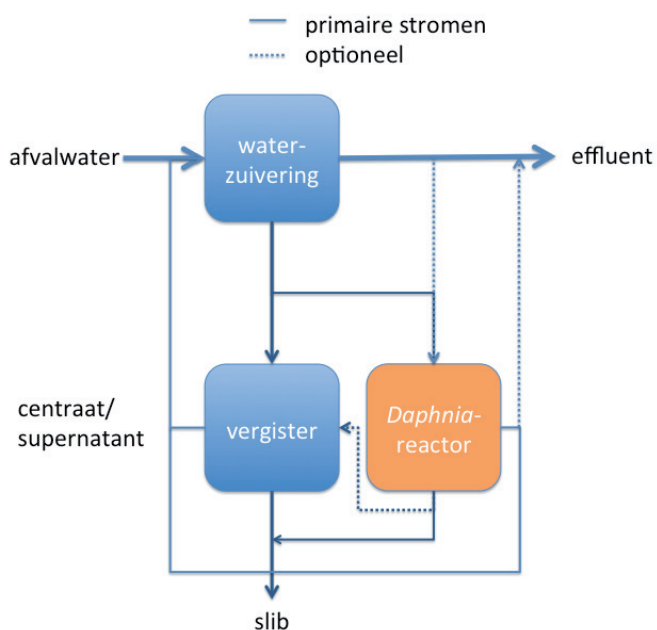 primaire stromen
optioneel
afvalwater
water-
zuivering
effluent
centraat/
supernatant
vergister
Daphnia-
reactor
slib